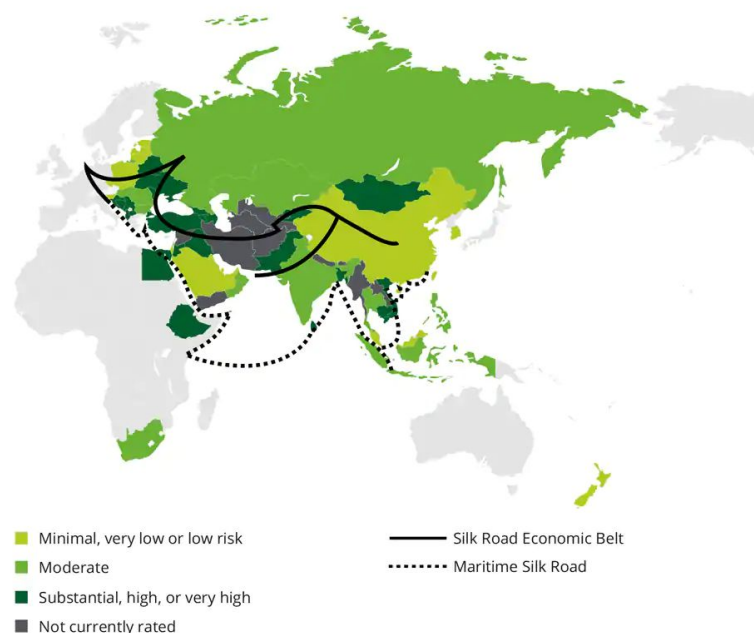 Minimal, very low or low risk
Moderate
Substantial, high, or very high
Not currently rated
Silk Road Economic Belt
Maritime Silk Road